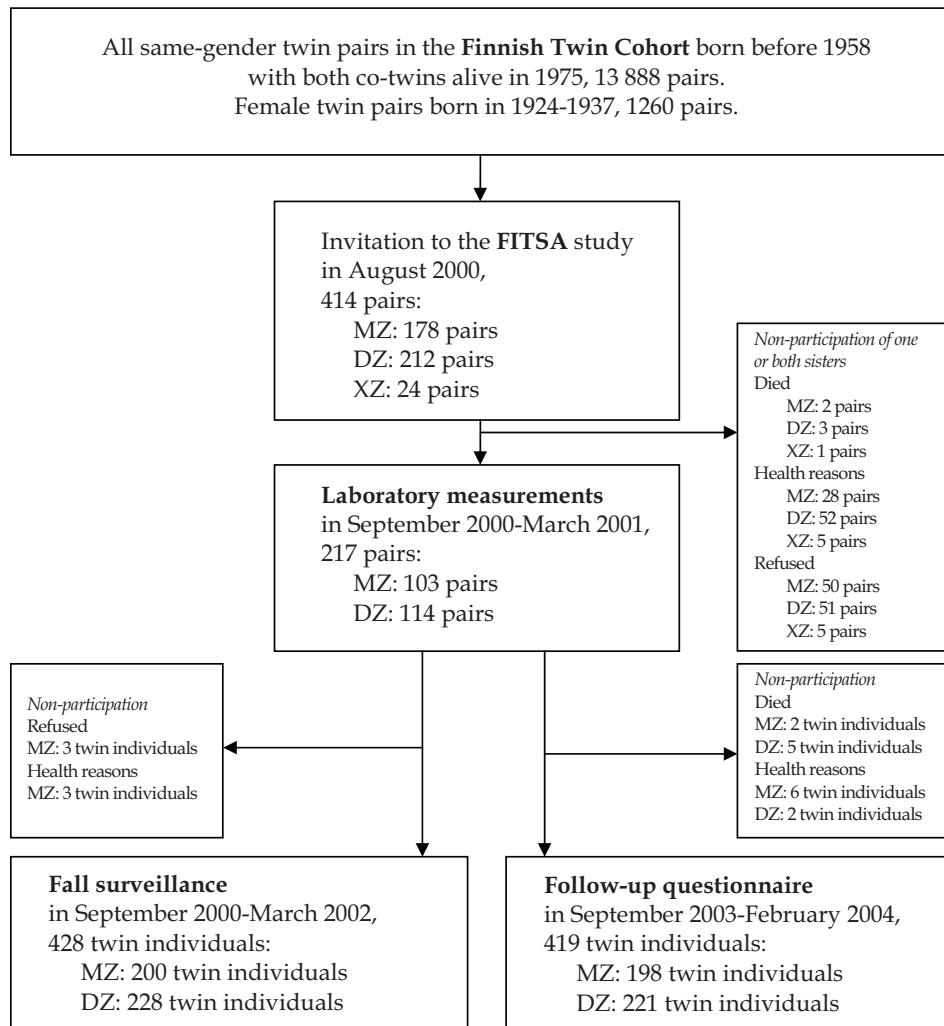 All same-gender twin pairs in the Finnish Twin Cohort born before 1958
with both co-twins alive in 1975, 13 888 pairs.
Female twin pairs born in 1924-1937, 1260 pairs.
Invitation to the FITSA study
in August 2000,
414 pairs:
MZ: 178 pairs
DZ: 212 pairs
XZ: 24 pairs
Non-participation of one
or both sisters
Died
MZ: 2 pairs
DZ: 3 pairs
XZ: 1 pairs
Health reasons
MZ: 28 pairs
DZ: 52 pairs
XZ: 5 pairs
Refused
MZ: 50 pairs
DZ: 51 pairs
XZ: 5 pairs
Laboratory measurements
in September 2000-March 2001,
217 pairs:
MZ: 103 pairs
DZ: 114 pairs
Non-participation
Refused
MZ: 3 twin individuals
Health reasons
MZ: 3 twin individuals
Non-participation
Died
MZ: 2 twin individuals
DZ: 5 twin individuals
Health reasons
MZ: 6 twin individuals
DZ: 2 twin individuals
Fall surveillance
in September 2000-March 2002,
428 twin individuals:
MZ: 200 twin individuals
DZ: 228 twin individuals
Follow-up questionnaire
in September 2003-February 2004,
419 twin individuals:
MZ: 198 twin individuals
DZ: 221 twin individuals